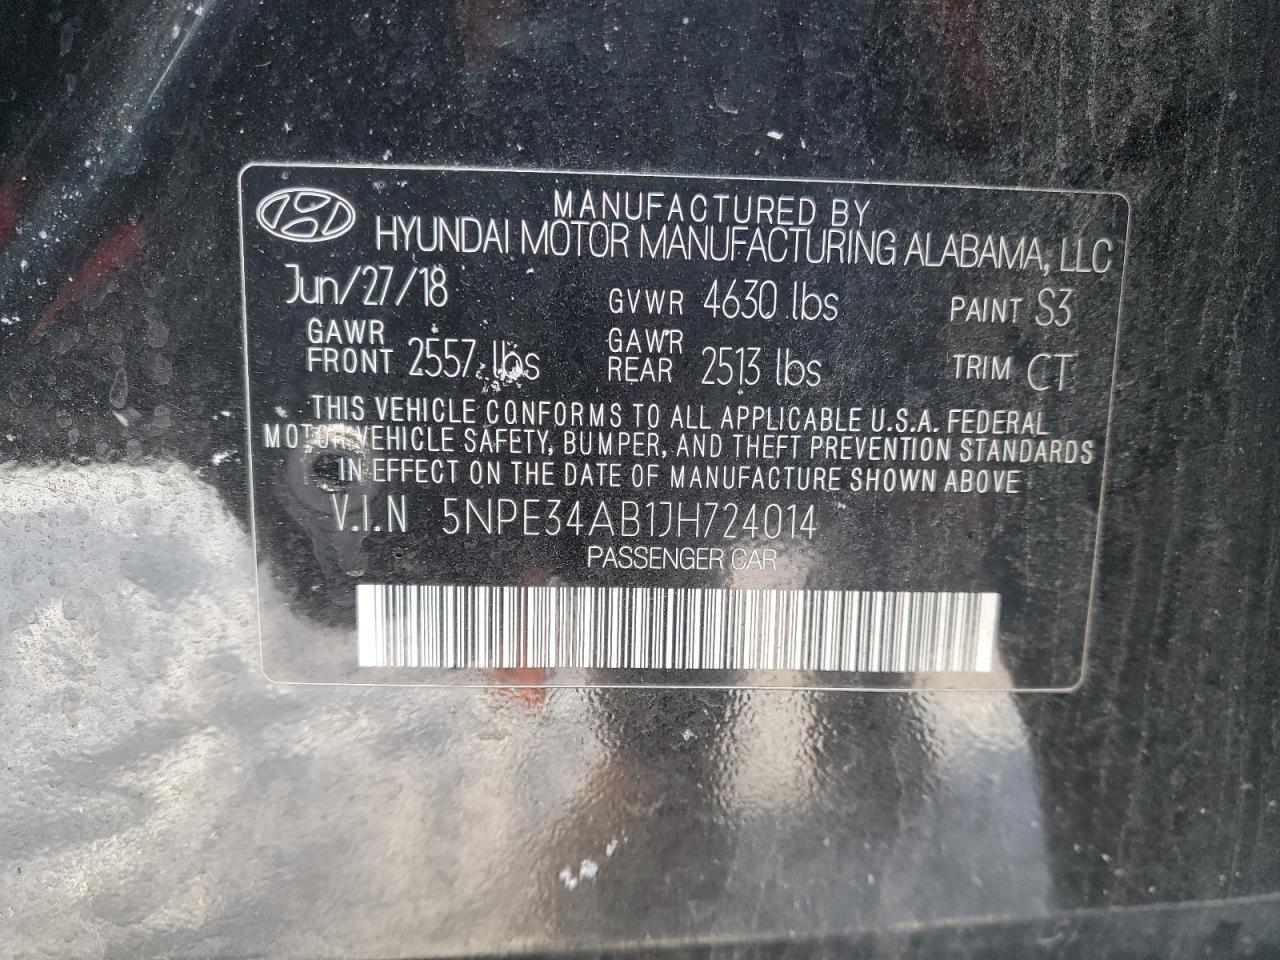 MANUFACTURED BY
HYUNDAI MOTOR MANUFACTURING ALABAMA, LLC
Jun/27/18 GVWR 4630 lbs PAINT S3
GAWR FRONT 2557 lbs GAWR REAR 2513 lbs TRIM CT
THIS VEHICLE CONFORMS TO ALL APPLICABLE U.S.A. FEDERAL
MOTOR VEHICLE SAFETY, BUMPER, AND THEFT PREVENTION STANDARDS
IN EFFECT ON THE DATE OF MANUFACTURE SHOWN ABOVE
V.I.N 5NPE34AB1JH724014
PASSENGER CAR